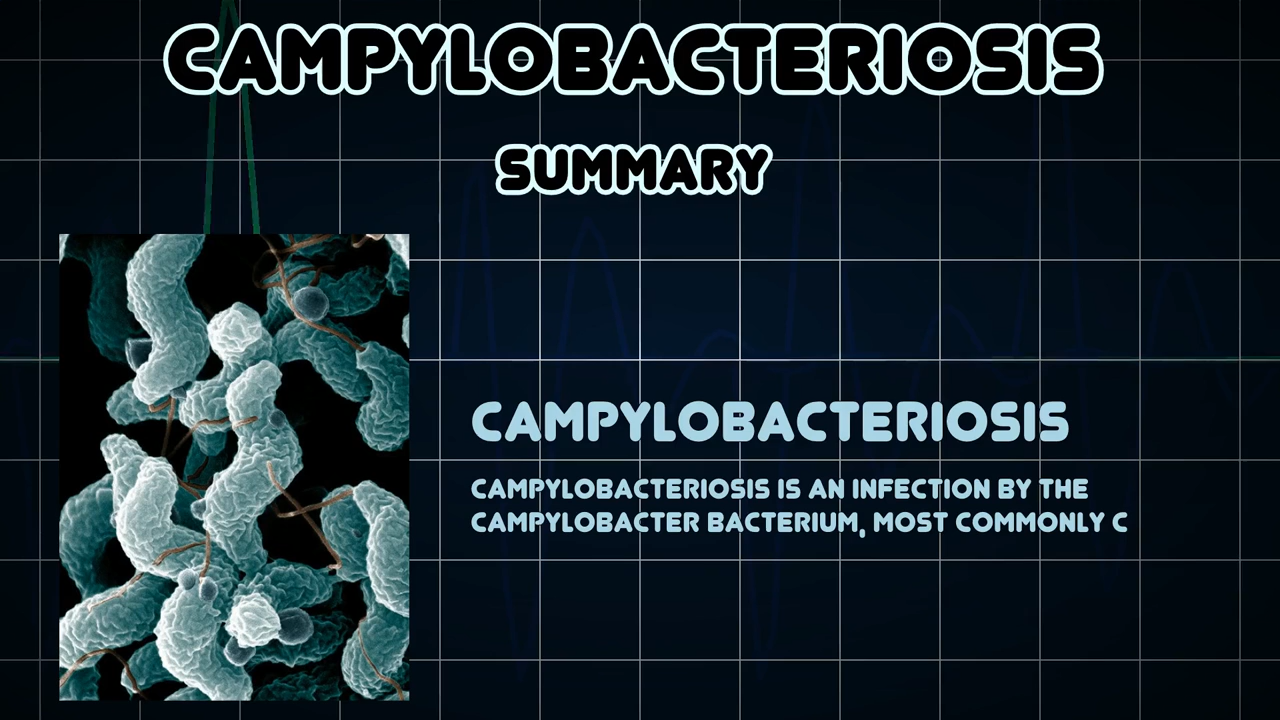 CAMPYLOBACTERIOSIS
SUMMARY
CAMPYLOBACTERIOSIS
CAMPYLOBACTERIOSIS IS AN INFECTION BY THE
CAMPYLOBACTER BACTERIUM, MOST COMMONLY C